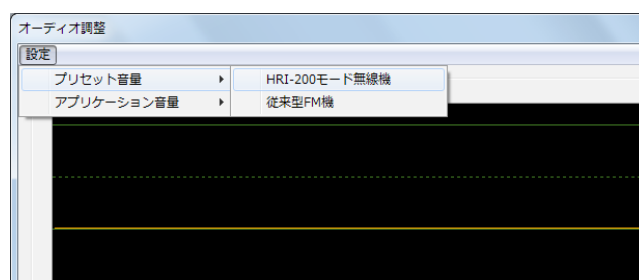 オーディオ調整
設定
プリセット音量
HRI-200モード無線機
アプリケーション音量
従来型FM機